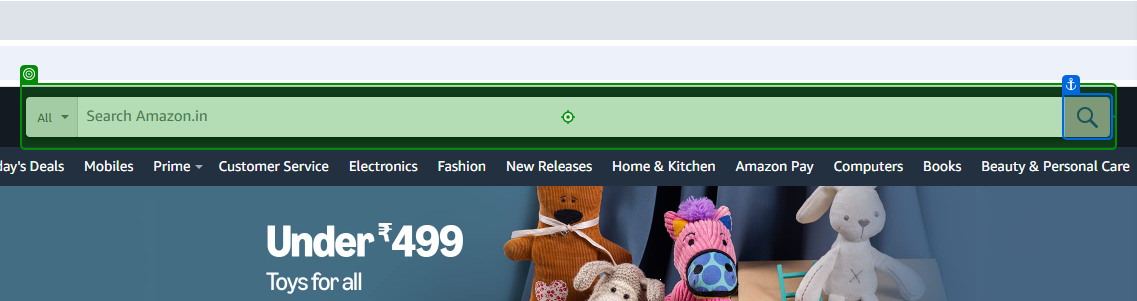 All
Search Amazon.in
day's Deals Mobiles Prime Customer Service Electronics Fashion New Releases Home & Kitchen Amazon Pay Computers Books Beauty & Personal Care
Under ₹499
Toys for all